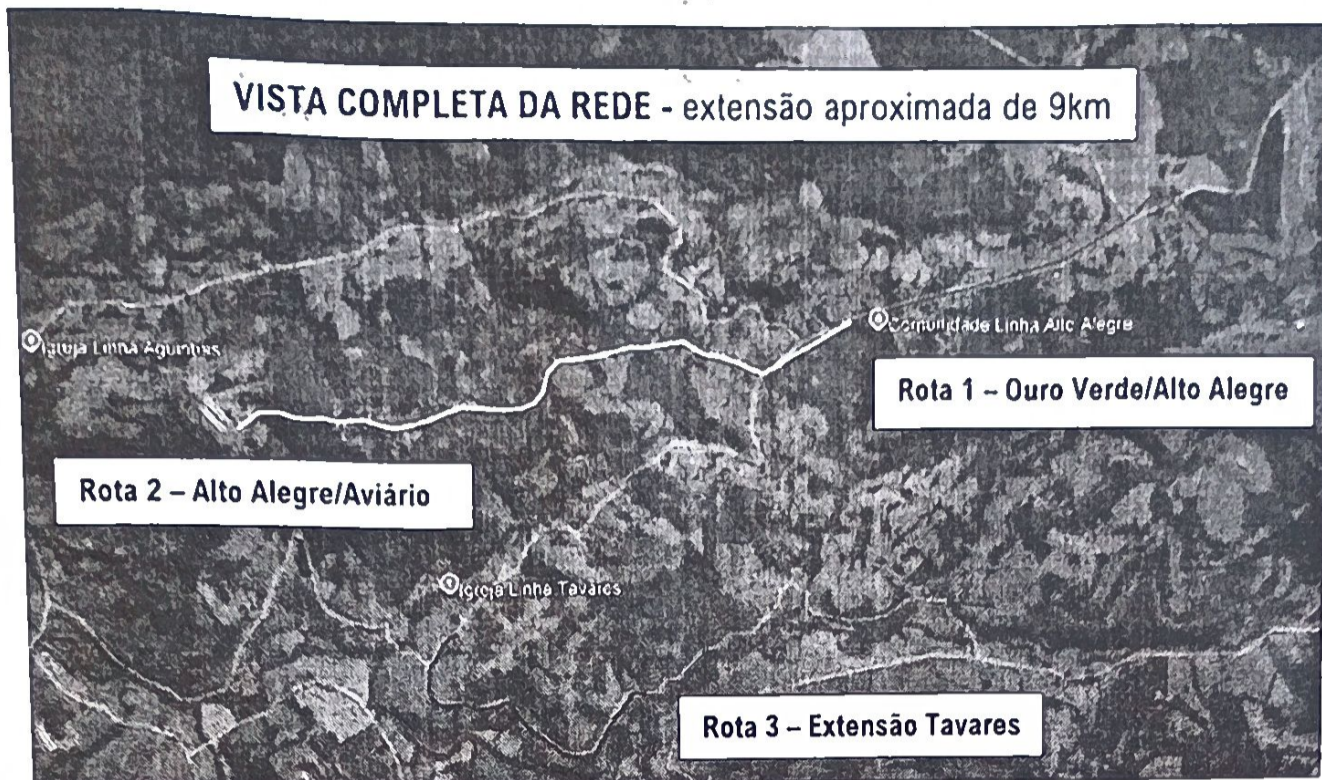 VISTA COMPLETA DA REDE - extensão aproximada de 9km
Comunidade Linha Alto Alegre
Igreja Linha Aguinhas
Rota 1 – Ouro Verde/Alto Alegre
Rota 2 – Alto Alegre/Aviário
Igreja Linha Tavares
Rota 3 – Extensão Tavares